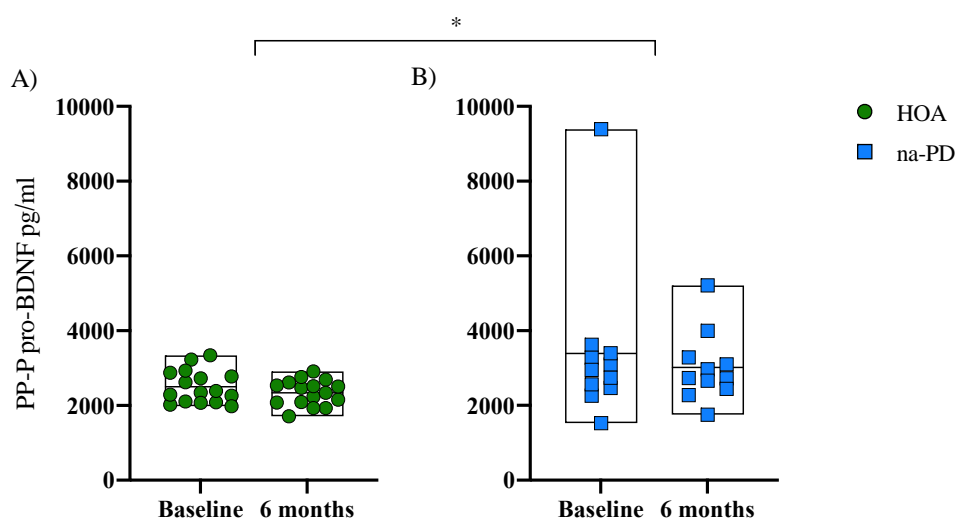 *
A)
B)
PP-P pro-BDNF pg/ml
10000
8000
6000
4000
2000
0
Baseline 6 months
10000
8000
6000
4000
2000
0
Baseline 6 months
HOA
na-PD